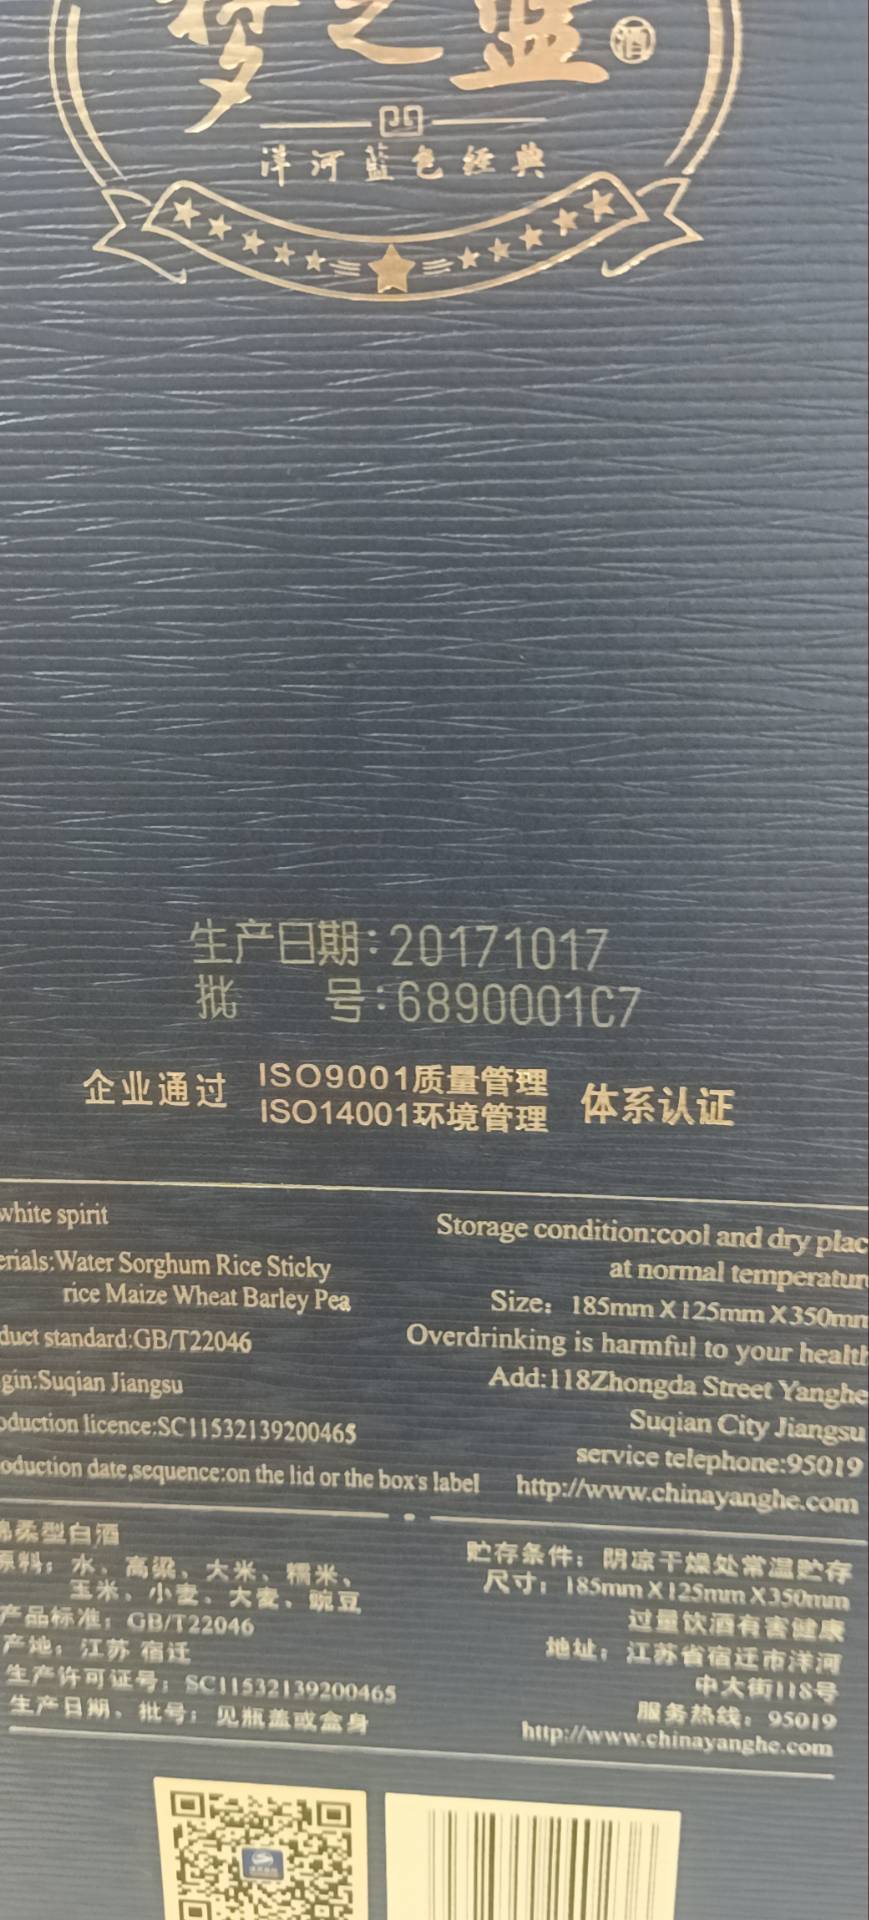 梦之蓝 酒
洋河蓝色经典
生产日期:20171017
批 号:6890001C7
企业通过 ISO9001质量管理 体系认证
ISO14001环境管理
white spirit
erials:Water Sorghum Rice Sticky
rice Maize Wheat Barley Pea
duct standard:GB/T22046
gin:Suqian Jiangsu
oduction licence:SC11532139200465
oduction date,sequence:on the lid or the box's label
Storage condition:cool and dry plac
at normal temperatur
Size: 185mm X125mm X350mm
Overdrinking is harmful to your health
Add:118Zhongda Street Yanghe
Suqian City Jiangsu
service telephone:95019
http://www.chinayanghe.com
绵柔型白酒
原料：水、高粱、大米、糯米、
玉米、小麦、大麦、豌豆
产品标准：GB/T22046
产地：江苏 宿迁
生产许可证号：SC11532139200465
生产日期、批号：见瓶盖或盒身
贮存条件：阴凉干燥处常温贮存
尺寸：185mm X125mm X350mm
过量饮酒有害健康
地址：江苏省宿迁市洋河
中大街118号
服务热线：95019
http://www.chinayanghe.com